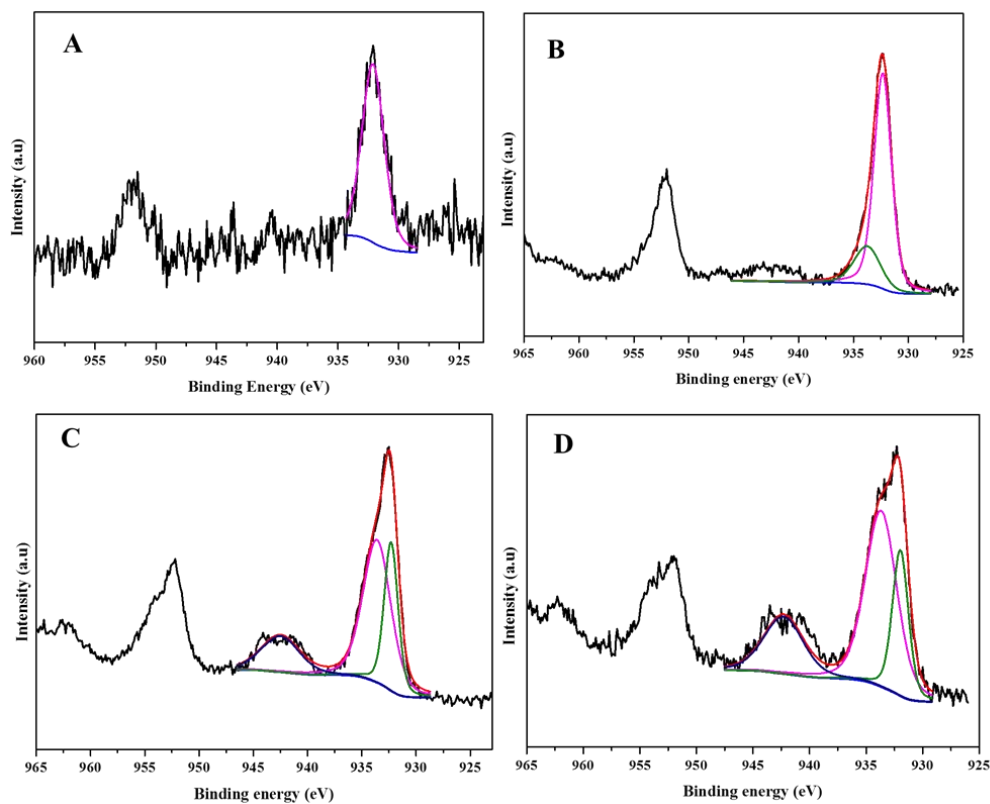 A
Intensity (a.u)
960 955 950 945 940 935 930 925
Binding Energy (eV)
B
Intensity (a.u)
965 960 955 950 945 940 935 930 925
Binding energy (eV)
C
Intensity (a.u)
965 960 955 950 945 940 935 930 925
Binding energy (eV)
D
Intensity (a.u)
965 960 955 950 945 940 935 930 925
Binding energy (eV)